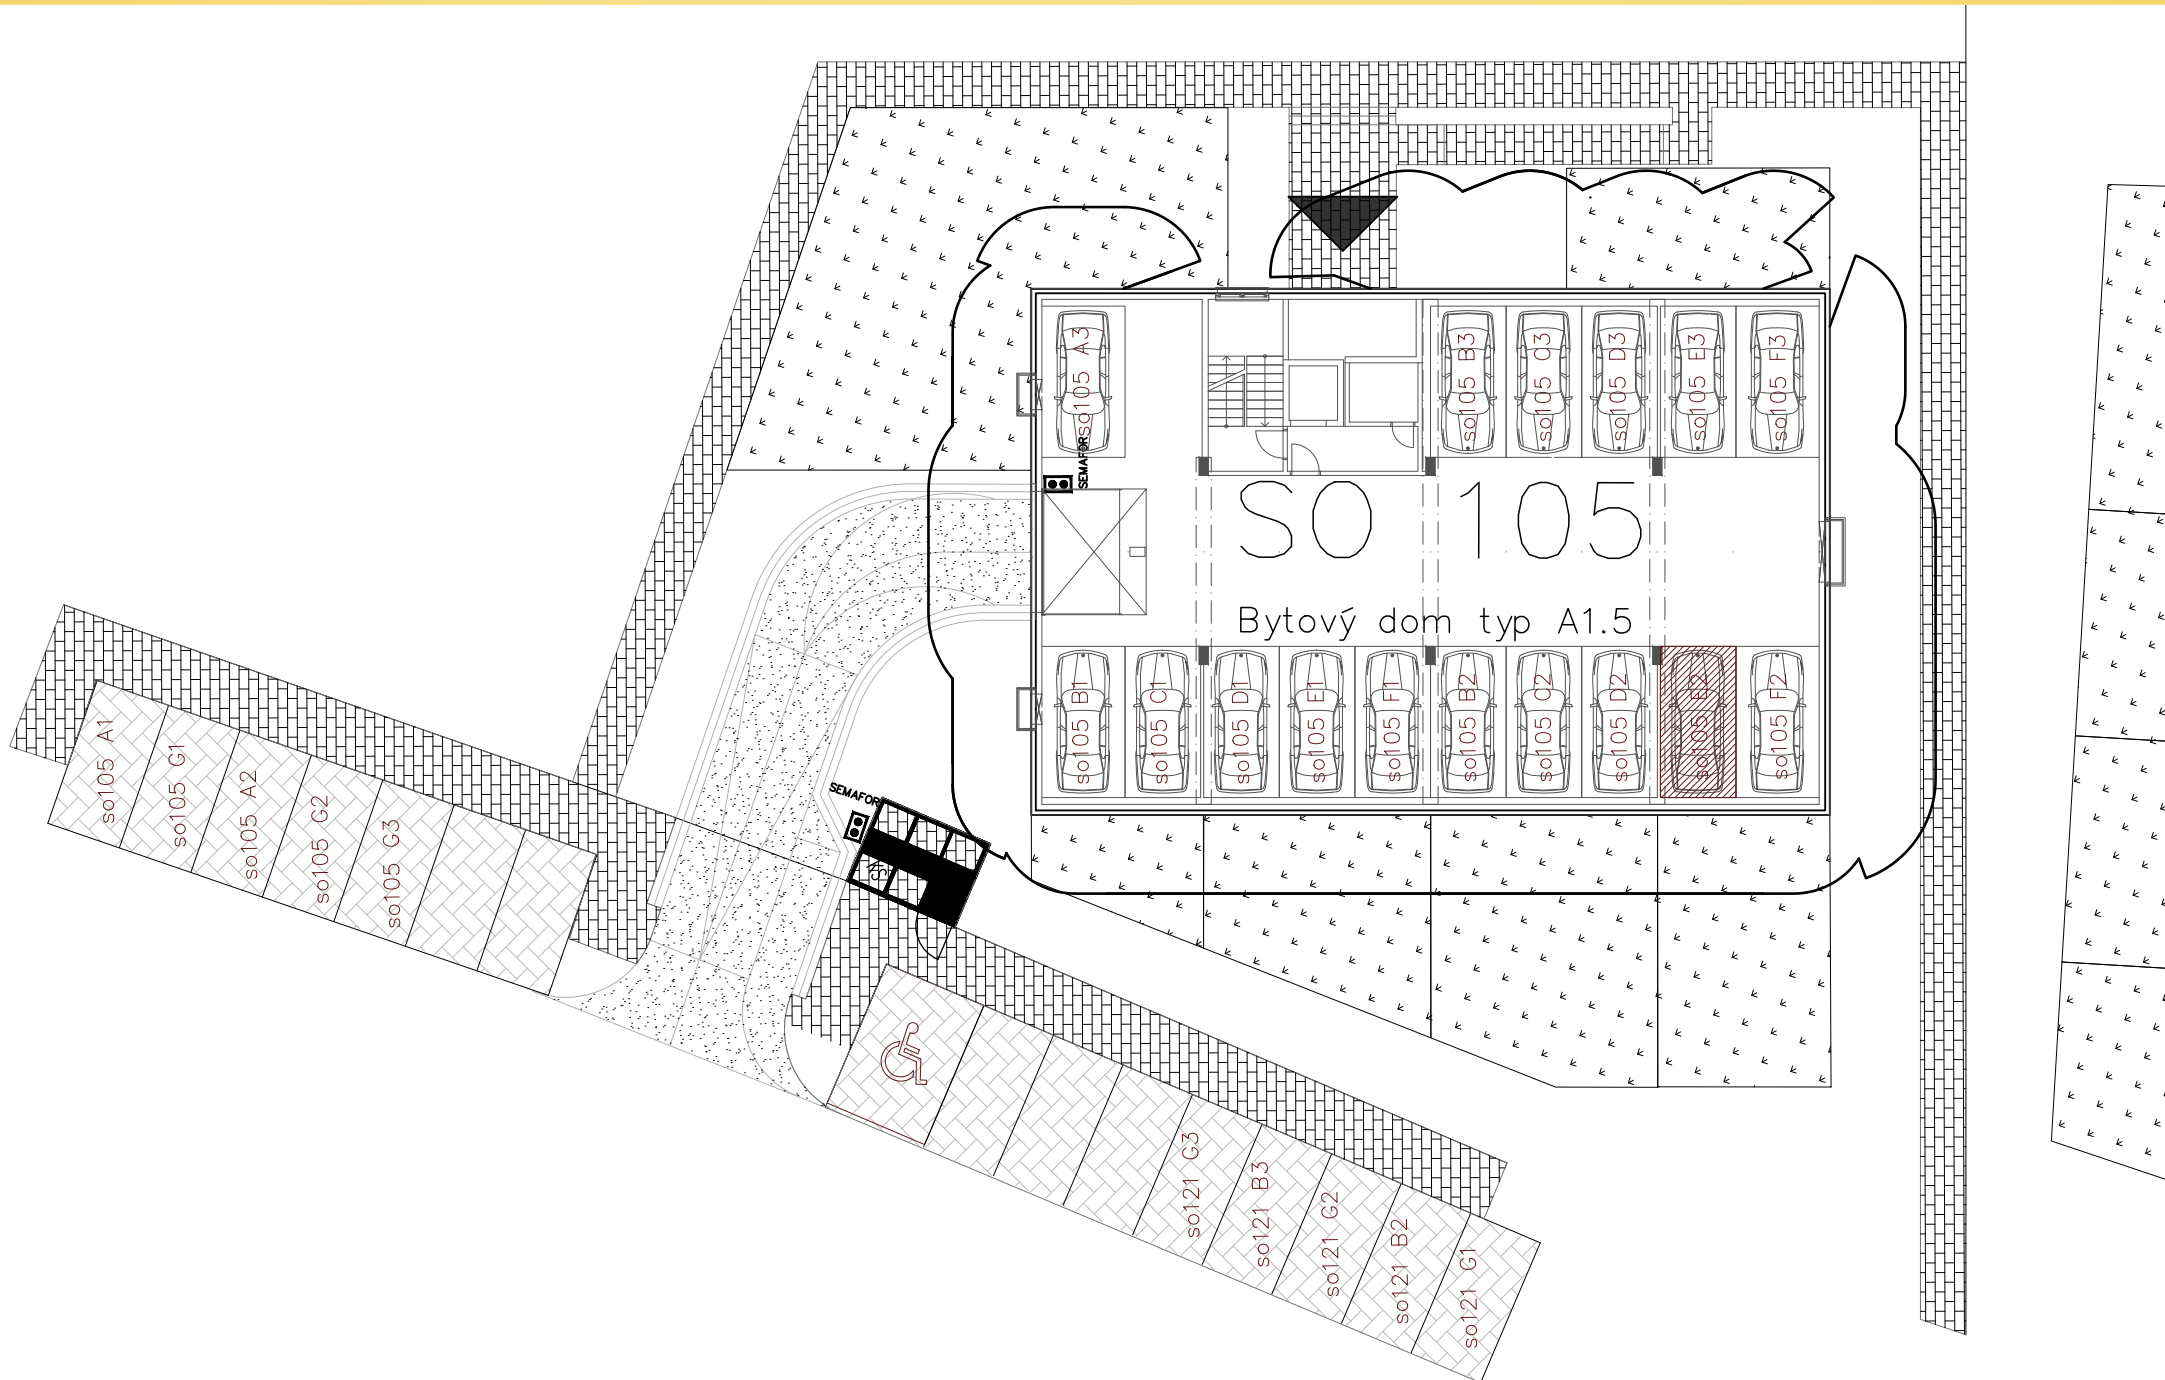 so105 A3
so105 B3
so105 C3
so105 D3
so105 E3
so105 F3
SEMAFOR
SO 105
Bytový dom typ A1.5
so105 B1
so105 C1
so105 D1
so105 E1
so105 F1
so105 B2
so105 C2
so105 D2
so105 E2
so105 F2
so105 A1
so105 G1
so105 A2
so105 G2
so105 G3
SEMAFOR
so121 G3
so121 B3
so121 G2
so121 B2
so121 G1